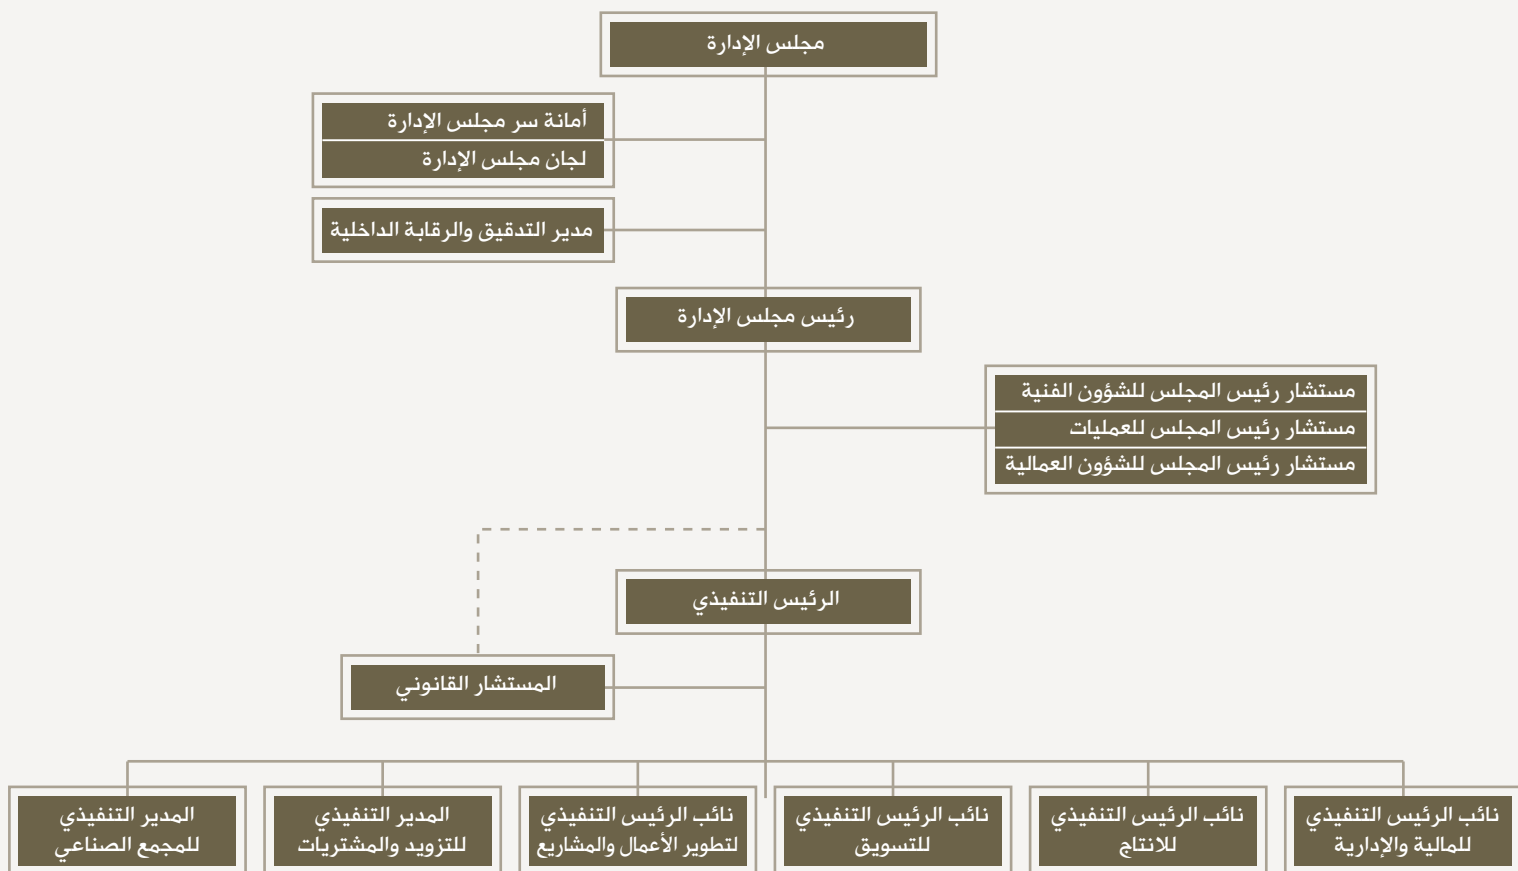 مجلس الإدارة
أمانة سر مجلس الإدارة
لجان مجلس الإدارة
مدير التدقيق والرقابة الداخلية
رئيس مجلس الإدارة
مستشار رئيس المجلس للشؤون الفنية
مستشار رئيس المجلس للعمليات
مستشار رئيس المجلس للشؤون العمالية
الرئيس التنفيذي
المستشار القانوني
نائب الرئيس التنفيذي
للمالية والإدارية
نائب الرئيس التنفيذي
للانتاج
نائب الرئيس التنفيذي
للتسويق
نائب الرئيس التنفيذي
لتطوير الأعمال والمشاريع
المدير التنفيذي
للتزويد والمشتريات
المدير التنفيذي
للمجمع الصناعي